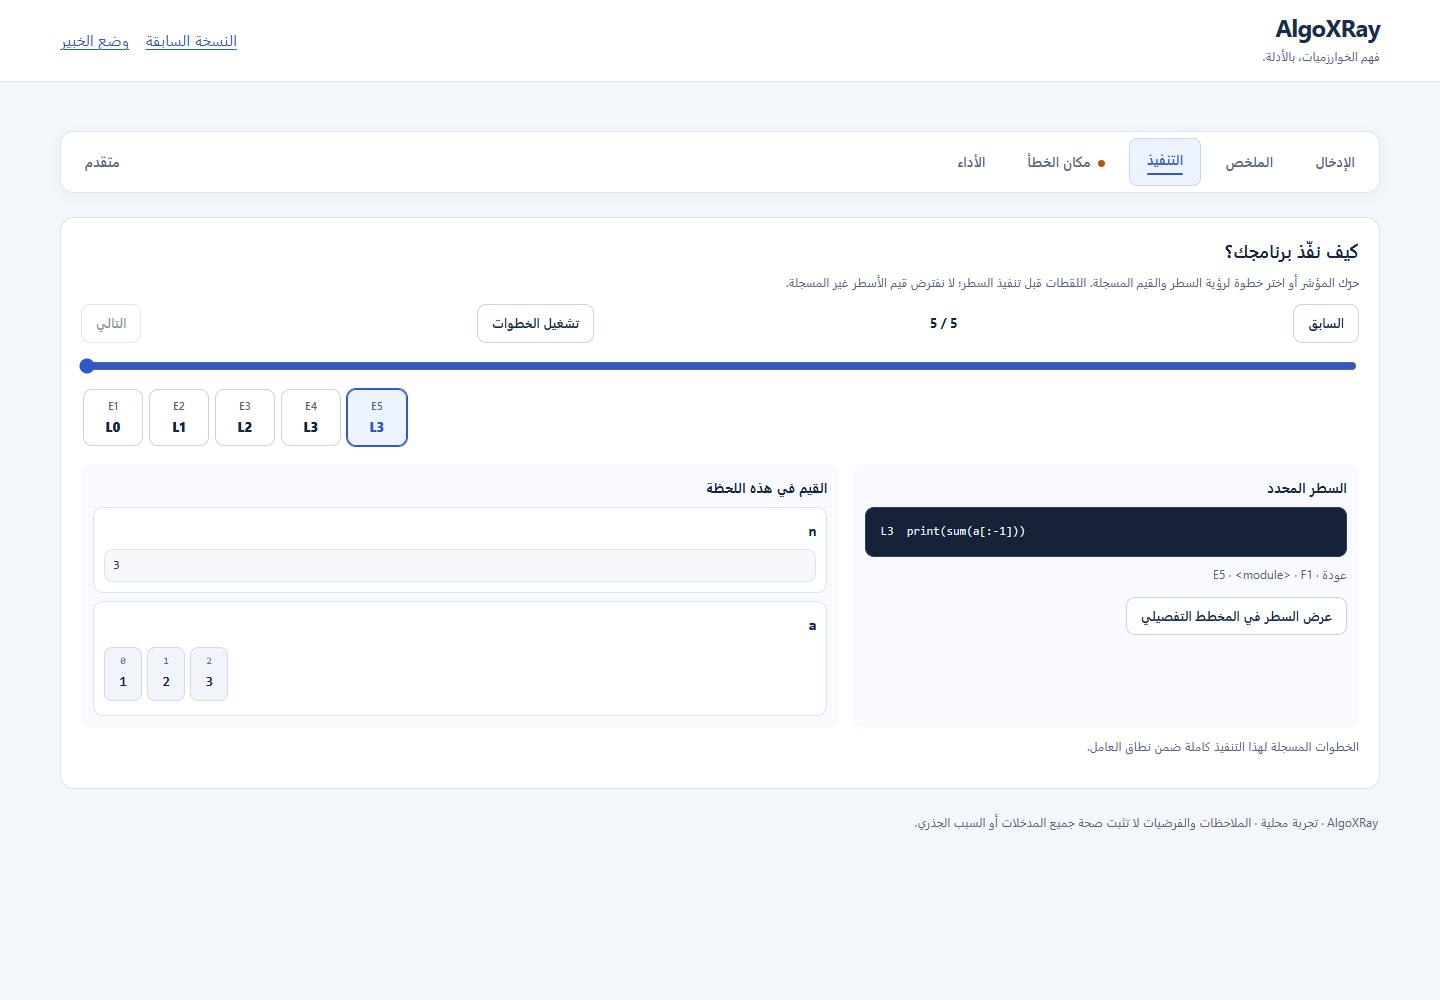 AlgoXRay
فهم الخوارزميات، بالأدلة.
النسخة السابقة
وضع الخبير
الإدخال
الملخص
التنفيذ
مكان الخطأ
الأداء
متقدم
كيف نفّذ برنامجك؟
حرّك المؤشر أو اختر خطوة لرؤية السطر والقيم المسجلة. اللقطات قبل تنفيذ السطر؛ لا نفترض قيم الأسطر غير المسجلة.
السابق
5 / 5
تشغيل الخطوات
التالي
E1 E2 E3 E4 E5
L0 L1 L2 L3 L3
السطر المحدد
L3 print(sum(a[:-1]))
عودة · E5 · <module> · F1
عرض السطر في المخطط التفصيلي
القيم في هذه اللحظة
n
3
a
0 1 2
1 2 3
الخطوات المسجلة لهذا التنفيذ كاملة ضمن نطاق العامل.
AlgoXRay · تجربة محلية · الملاحظات والفرضيات لا تثبت صحة جميع المدخلات أو السبب الجذري.